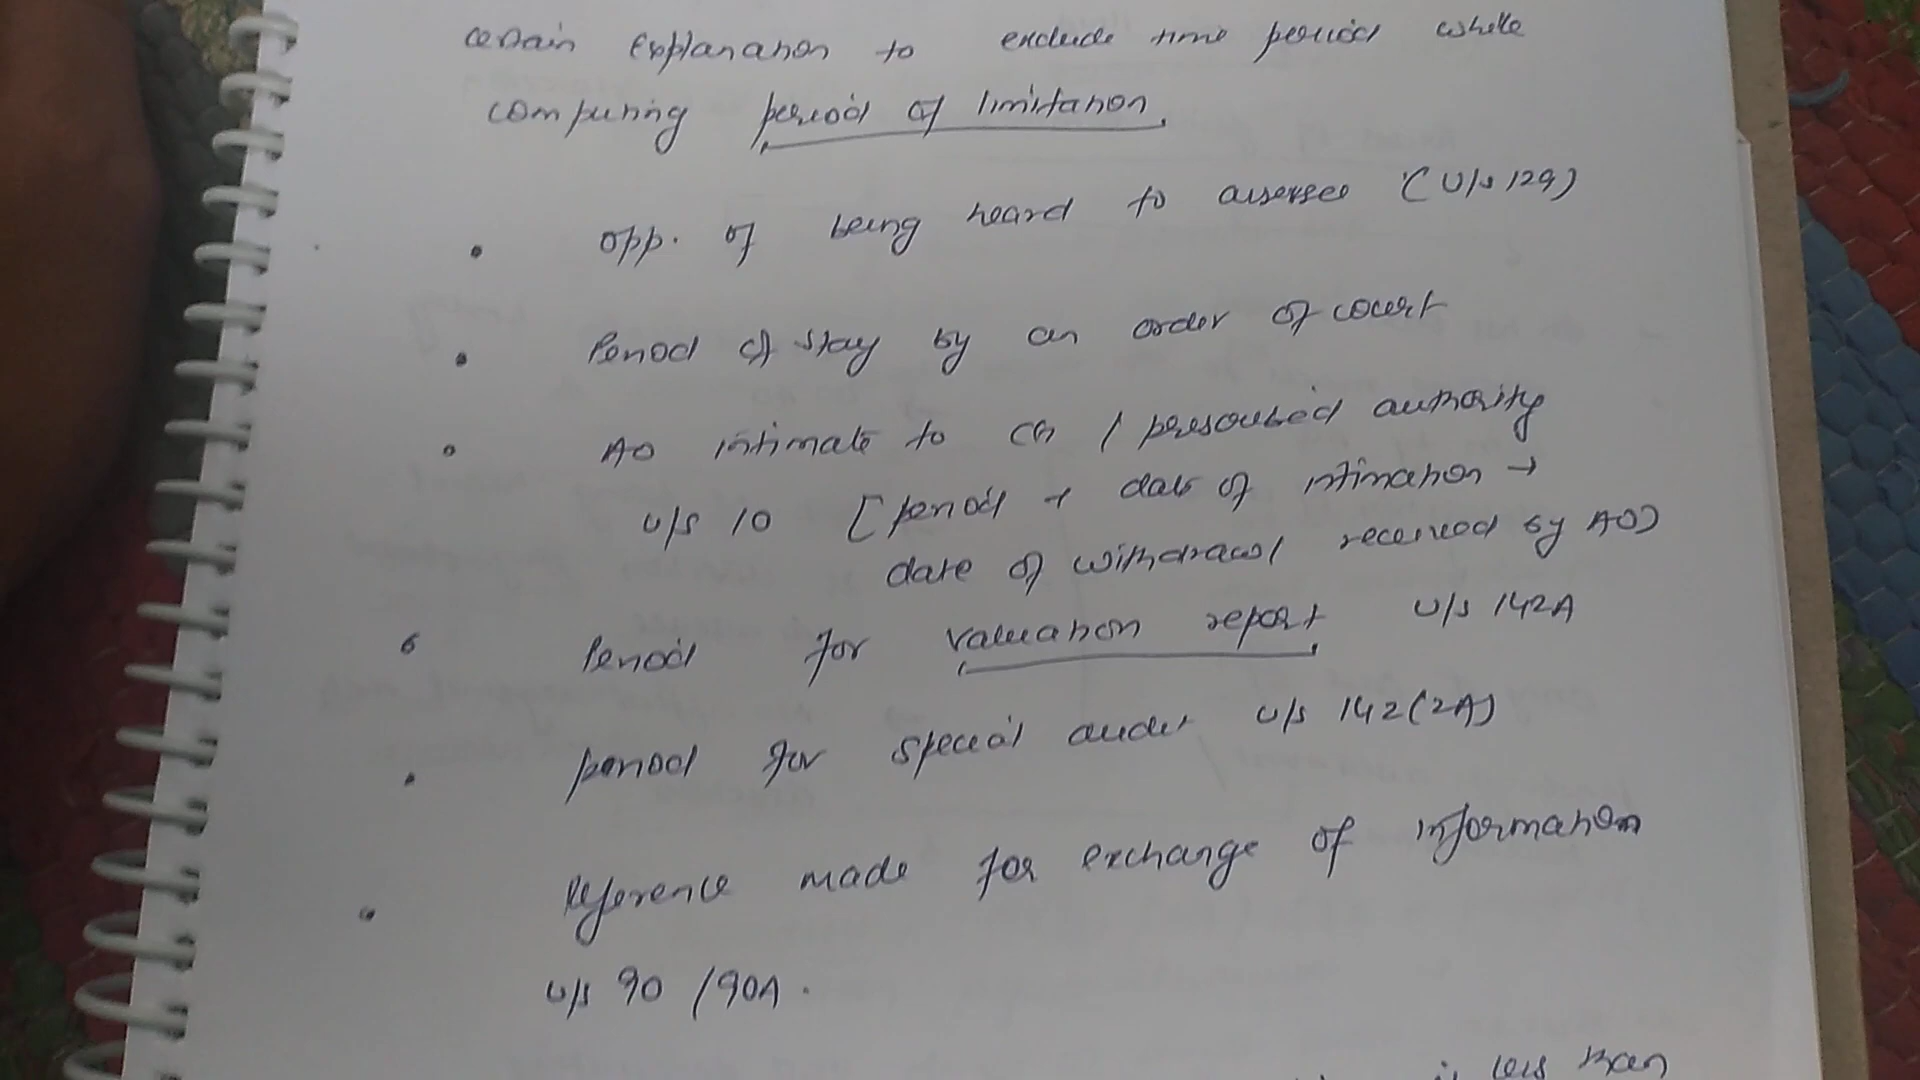 certain Explanation to exclude time period while
computing period of limitation
• opp. of being heard to assessee (U/s 129)
• Period of stay by an order of court
• AO intimate to CG / prescribed authority
u/s 10 [period → date of intimation →
date of withdrawal received by AO]
• Period for valuation report u/s 142A
• period for special audit u/s 142(2A)
• Reference made for exchange of information
u/s 90 / 90A.
is less than